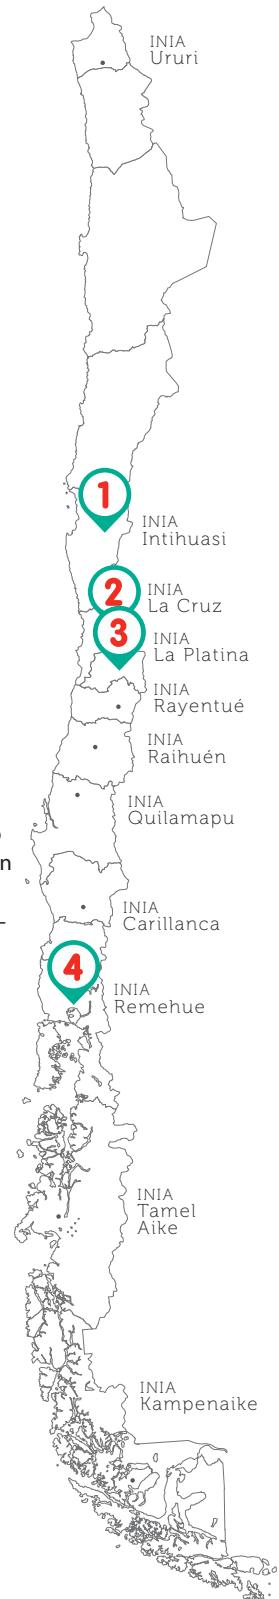 INIA
Ururi
1
INIA
Intihuasi
2
INIA
La Cruz
3
INIA
La Platina
INIA
Rayentué
INIA
Raihuén
INIA
Quilamapu
n
INIA
Carillanca
–
4
INIA
Remehue
INIA
Tamel
Aike
INIA
Kampenaike